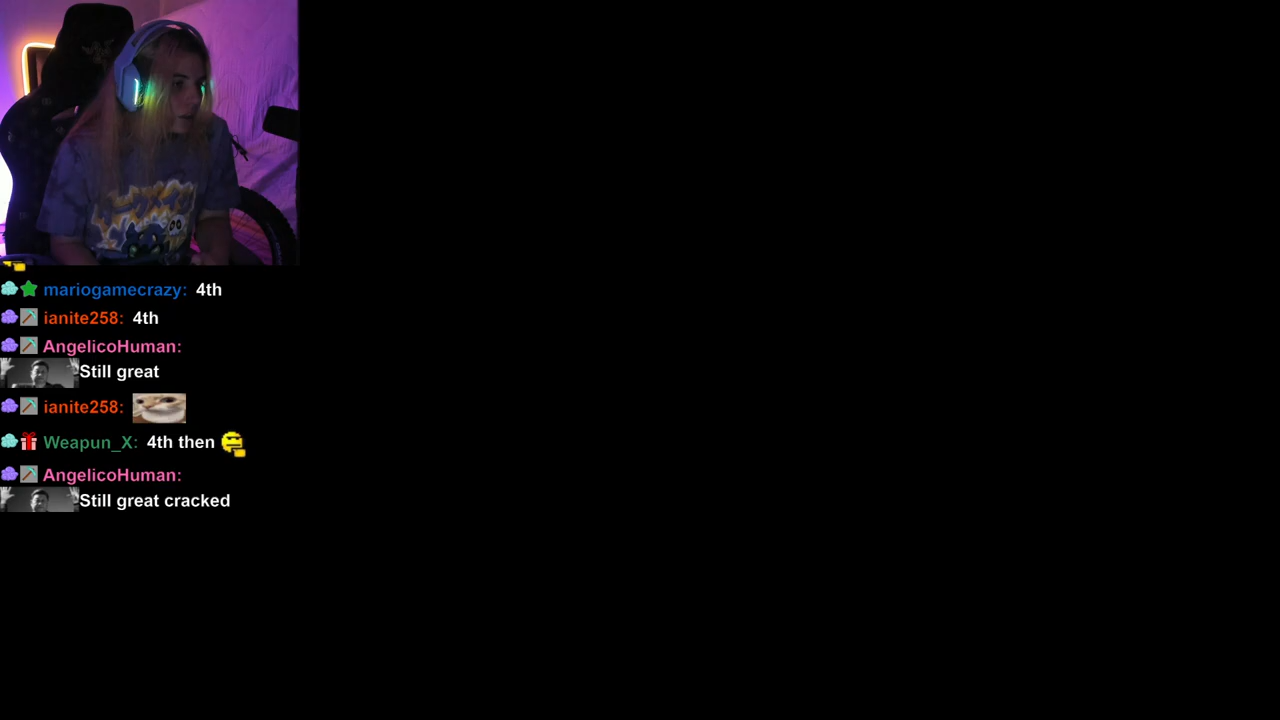 mariogamecrazy: 4th
ianite258: 4th
AngelicoHuman:
Still great
ianite258:
Weapun_X: 4th then
AngelicoHuman:
Still great cracked